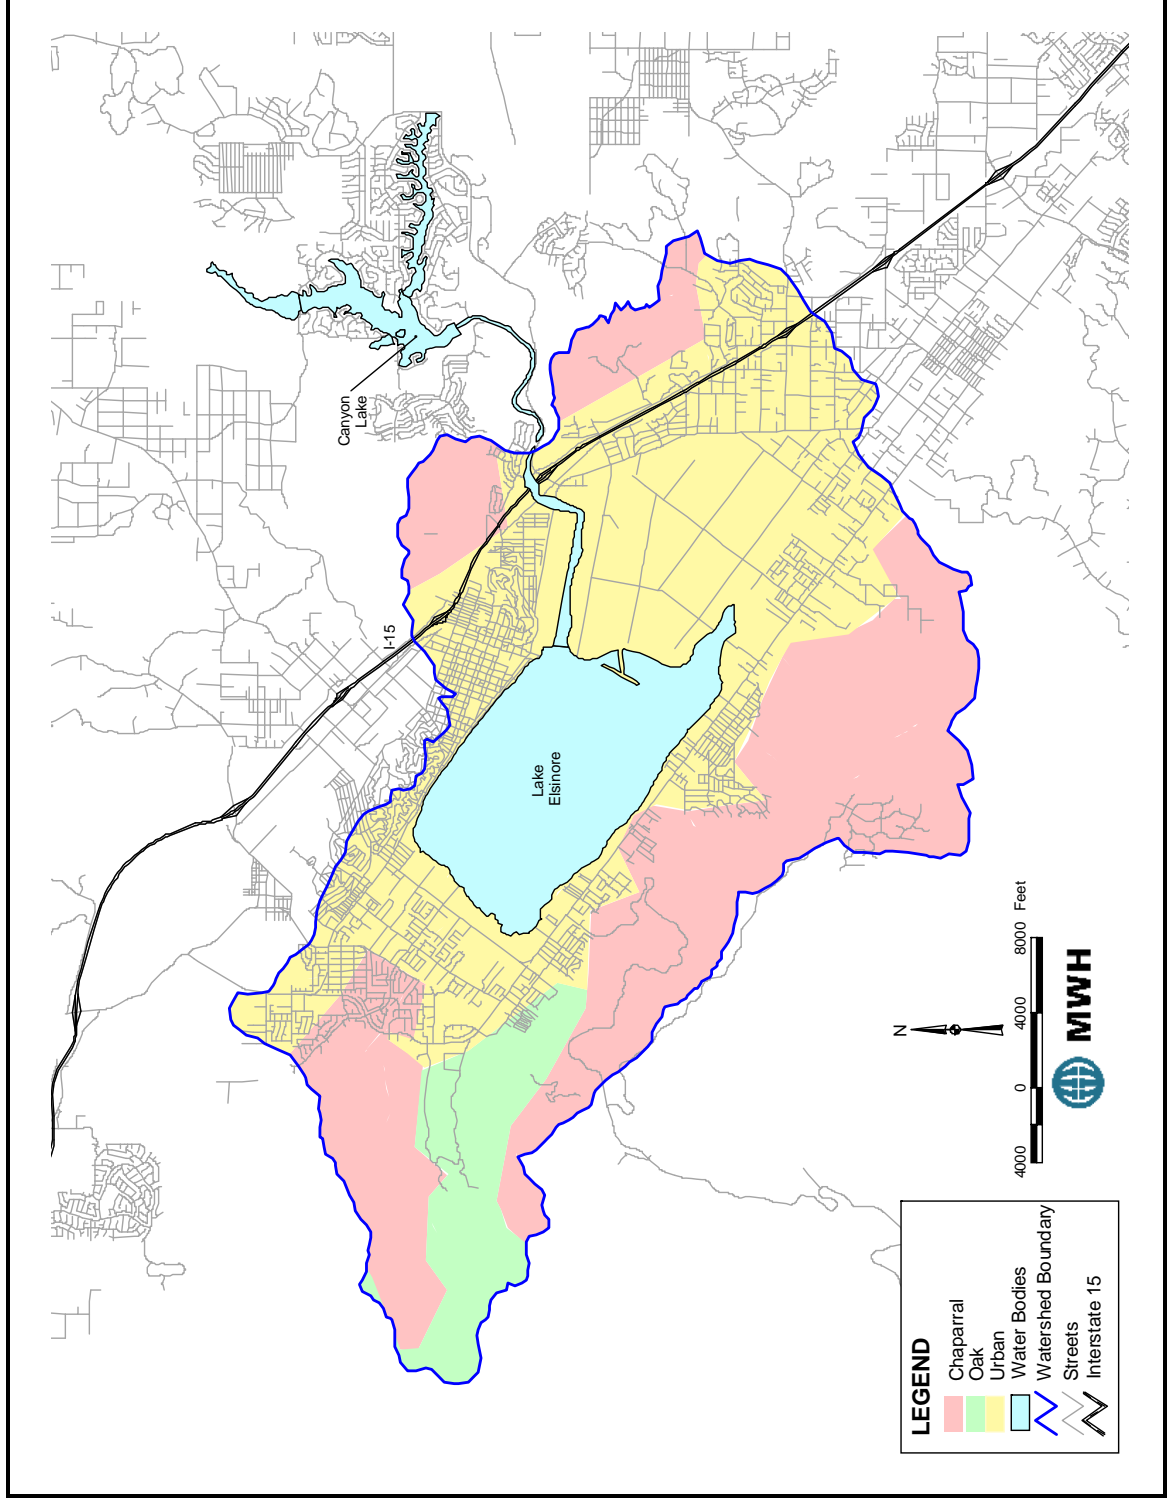 Canyon
Lake
I-15
Lake
Elsinore
N
4000 0 4000 8000 Feet
MWH
LEGEND
Chaparral
Oak
Urban
Water Bodies
Watershed Boundary
Streets
Interstate 15